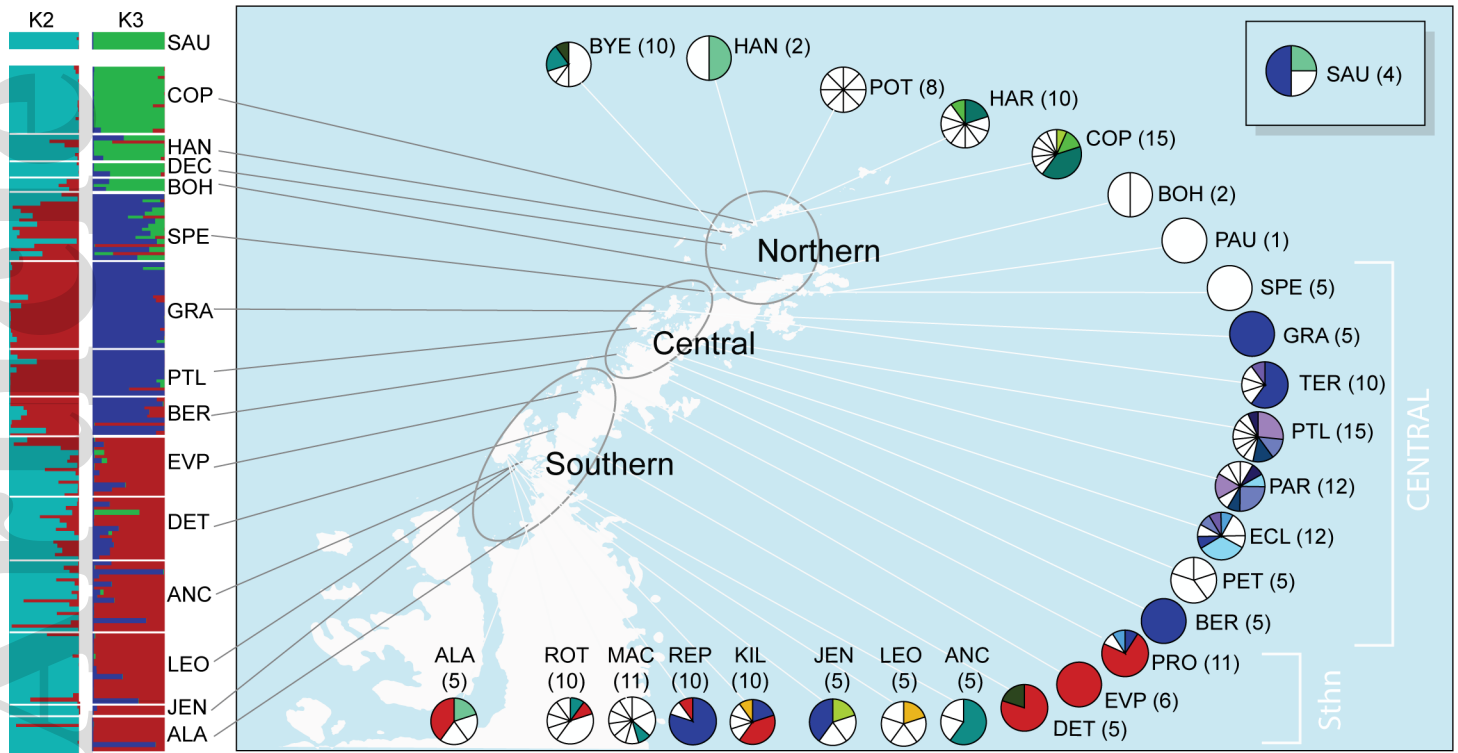 K2 K3
SAU
COP
HAN
DEC
BOH
SPE
GRA
PTL
BER
EVP
DET
ANC
LEO
JEN
ALA
BYE (10)
HAN (2)
POT (8)
HAR (10)
COP (15)
BOH (2)
PAU (1)
SPE (5)
GRA (5)
TER (10)
PTL (15)
PAR (12)
ECL (12)
PET (5)
BER (5)
PRO (11)
EVP (6)
DET (5)
SAU (4)
Northern
Central
Southern
CENTRAL
Sthn
ALA
(5)
ROT
(10)
MAC
(11)
REP
(10)
KIL
(10)
JEN
(5)
LEO
(5)
ANC
(5)